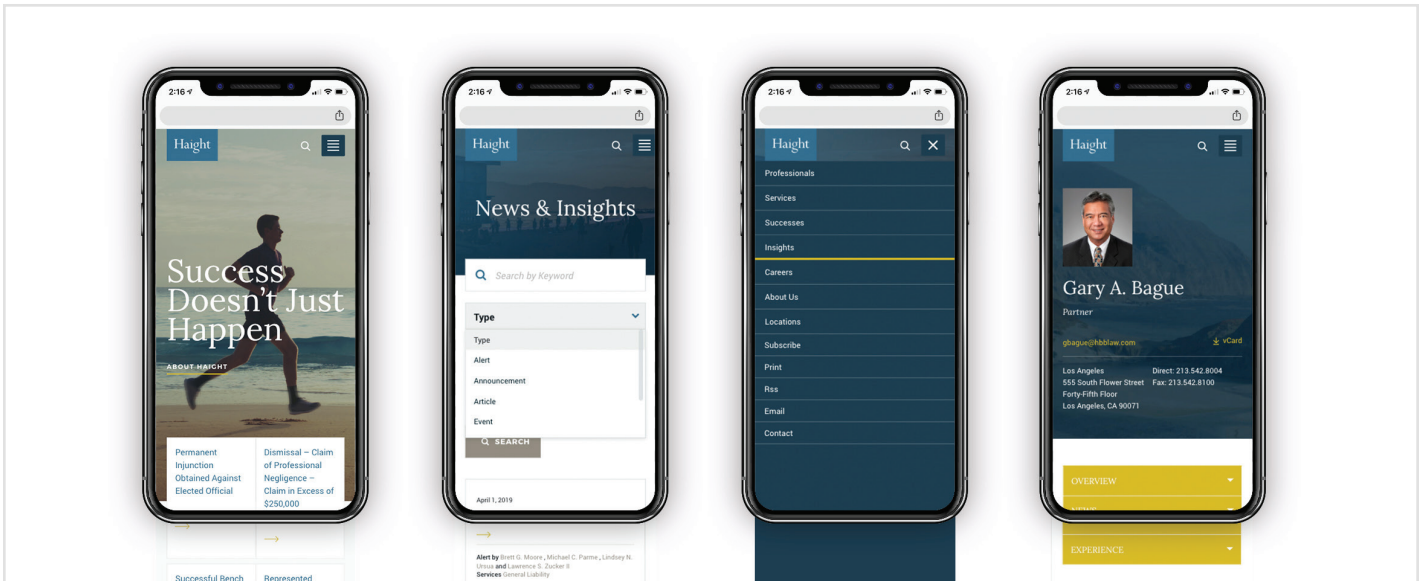 2:16
Haight
Success
Doesn't Just
Happen
ABOUT HAIGHT
Permanent
Injunction
Obtained Against
Elected Official
Dismissal – Claim
of Professional
Negligence –
Claim in Excess of
$250,000
Successful Bench
Represented
2:16
Haight
News & Insights
Search by Keyword
Type
Type
Alert
Announcement
Article
Event
SEARCH
April 1, 2019
Alert by Brett G. Moore , Michael C. Parme , Lindsey N.
Ursua and Lawrence S. Zucker II
Services General Liability
2:16
Haight
Professionals
Services
Successes
Insights
Careers
About Us
Locations
Subscribe
Print
Rss
Email
Contact
2:16
Haight
Gary A. Bague
Partner
gbague@hbblaw.com
vCard
Los Angeles
555 South Flower Street
Forty-Fifth Floor
Los Angeles, CA 90071
Direct: 213.542.8004
Fax: 213.542.8100
OVERVIEW
NEWS
EXPERIENCE